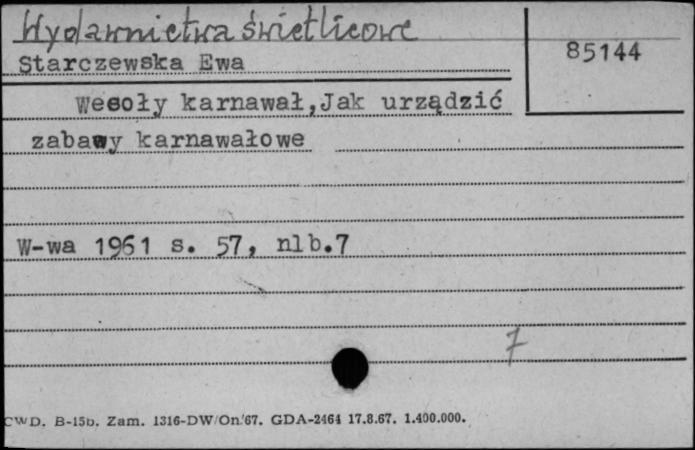 Wydawnictwa świetlicowe
85144
Starczewska Ewa
Wesoły karnawał,Jak urządzić
zabawy karnawałowe
W-wa 1961 s. 57, nlb.7
7
CWD. B-15b. Zam. 1316-DW/On.'67. GDA-2464 17.8.67. 1.400.000.